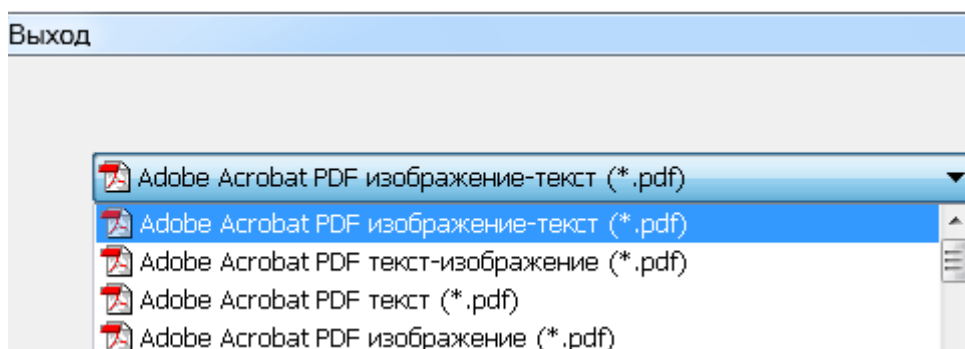 Выход
Adobe Acrobat PDF изображение-текст (*.pdf)
Adobe Acrobat PDF изображение-текст (*.pdf)
Adobe Acrobat PDF текст-изображение (*.pdf)
Adobe Acrobat PDF текст (*.pdf)
Adobe Acrobat PDF изображение (*.pdf)